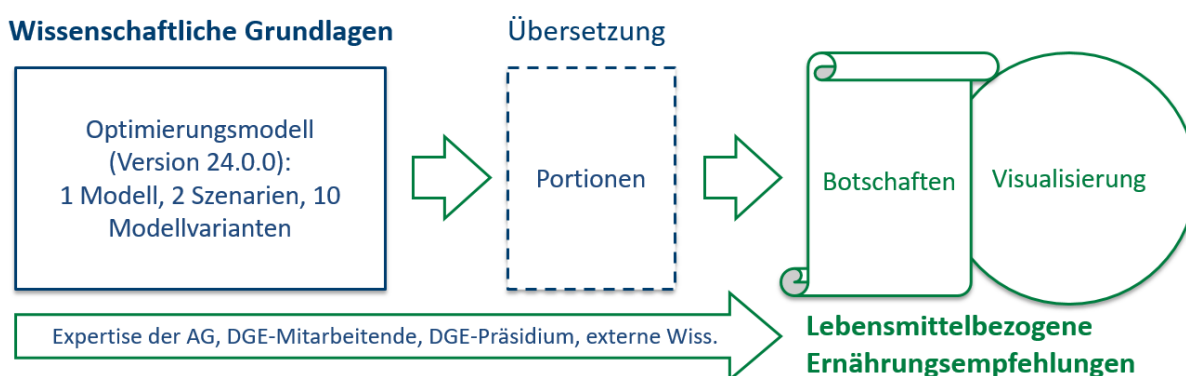 Wissenschaftliche Grundlagen
Übersetzung
Optimierungsmodell
(Version 24.0.0):
1 Modell, 2 Szenarien, 10
Modellvarianten
Portionen
Botschaften
Visualisierung
Expertise der AG, DGE-Mitarbeitende, DGE-Präsidium, externe Wiss.
Lebensmittelbezogene
Ernährungsempfehlungen